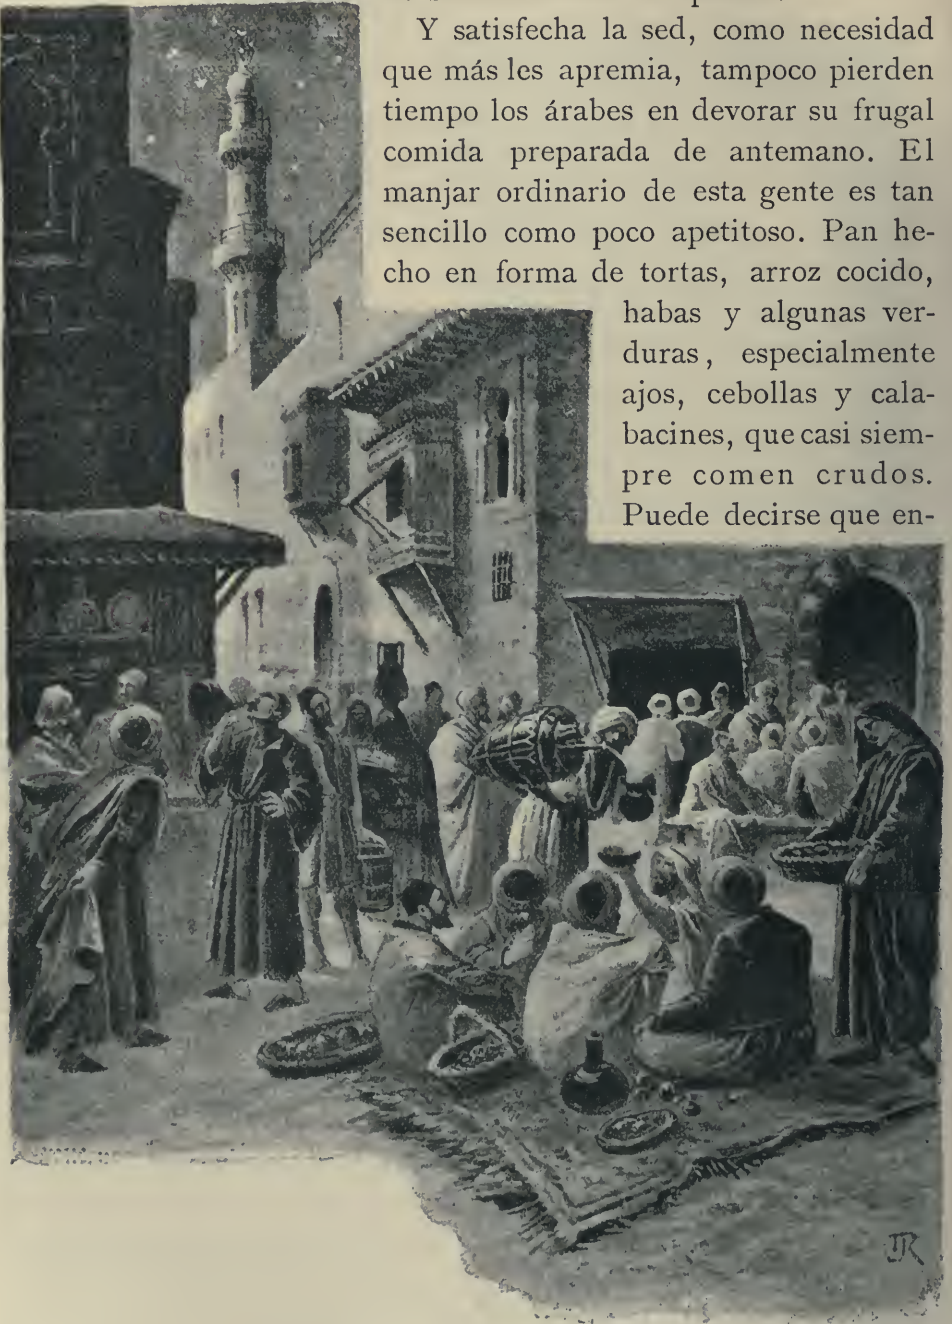 Y satisfecha la sed, como necesidad
que más les apremia, tampoco pierden
tiempo los árabes en devorar su frugal
comida preparada de antemano. El
manjar ordinario de esta gente es tan
sencillo como poco apetitoso. Pan he-
cho en forma de tortas, arroz cocido,
habas y algunas ver-
duras, especialmente
ajos, cebollas y cala-
bacines, que casi siem-
pre comen crudos.
Puede decirse que en-
JR